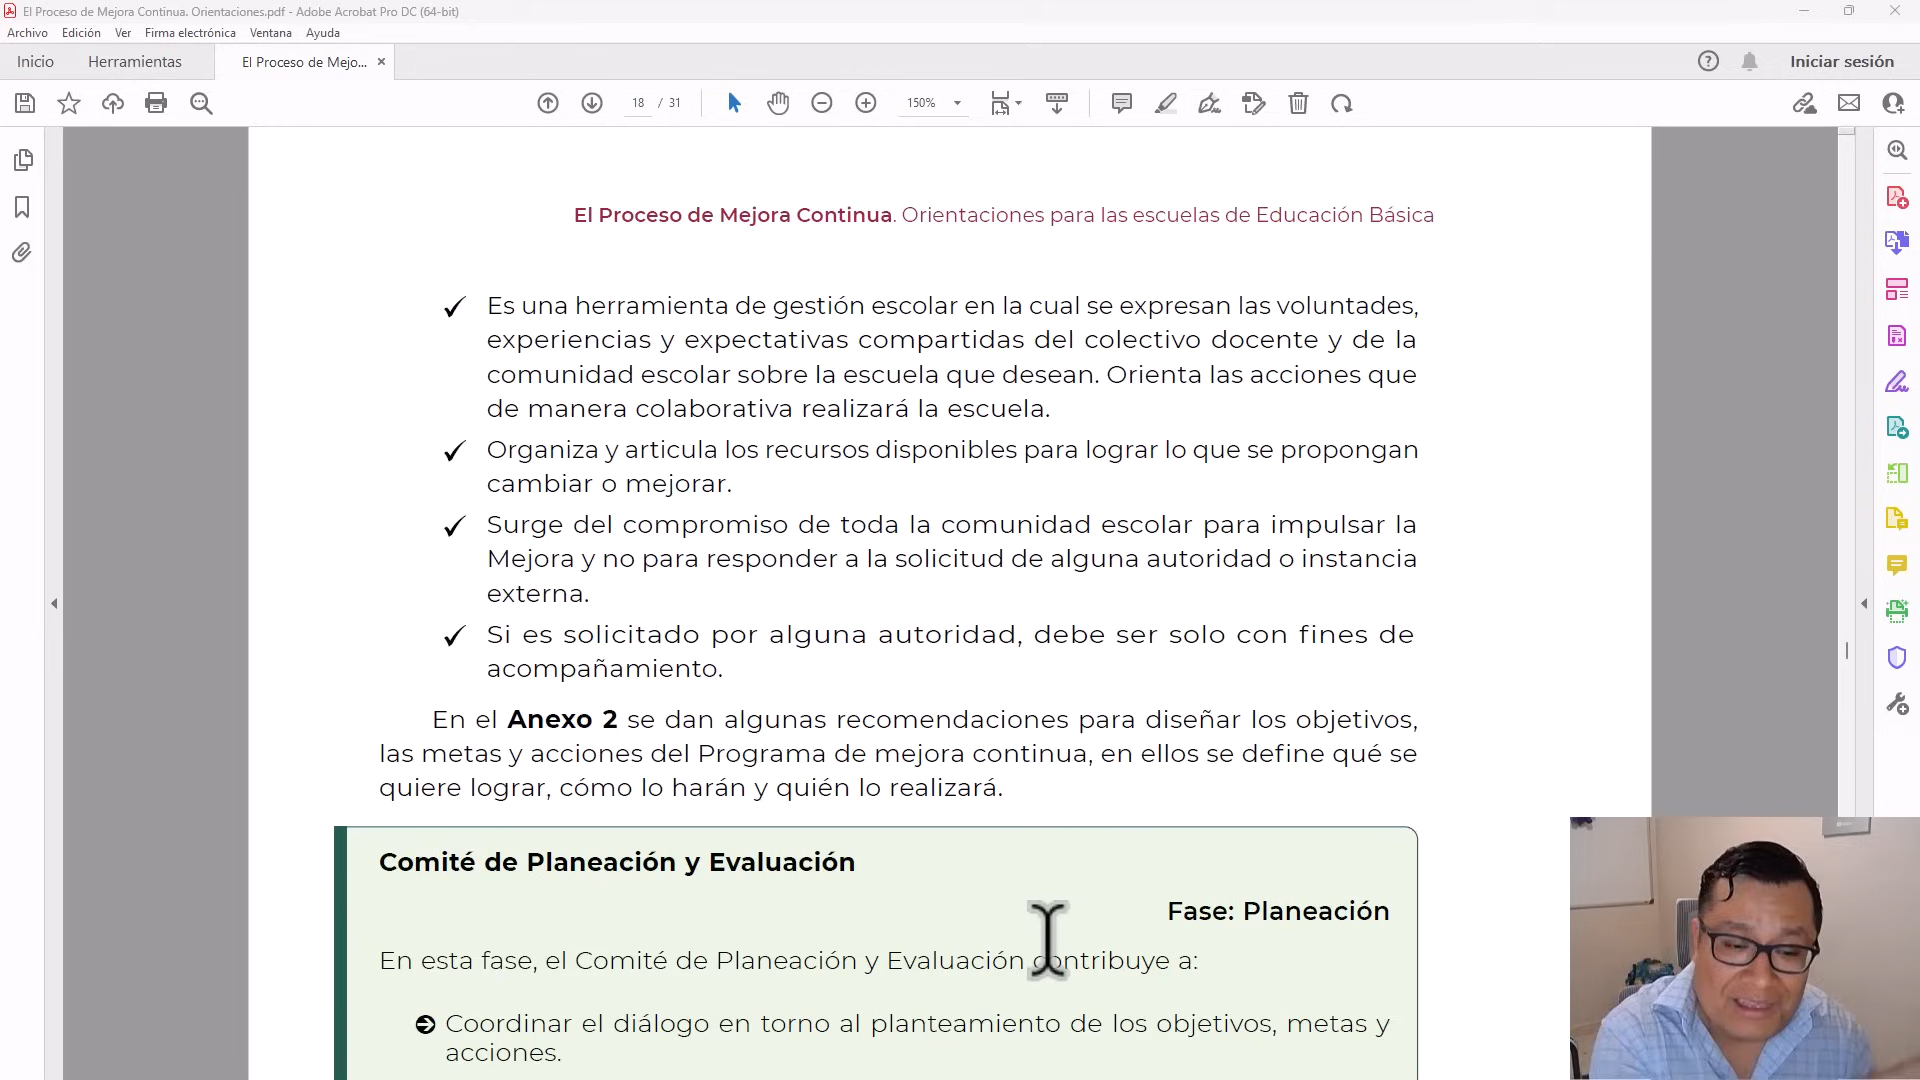 El Proceso de Mejora Continua. Orientaciones.pdf - Adobe Acrobat Pro DC (64-bit)
Archivo Edición Ver Firma electrónica Ventana Ayuda
Inicio Herramientas El Proceso de Mejo... Iniciar sesión
18 / 31 150%
El Proceso de Mejora Continua. Orientaciones para las escuelas de Educación Básica
Es una herramienta de gestión escolar en la cual se expresan las voluntades,
experiencias y expectativas compartidas del colectivo docente y de la
comunidad escolar sobre la escuela que desean. Orienta las acciones que
de manera colaborativa realizará la escuela.
Organiza y articula los recursos disponibles para lograr lo que se propongan
cambiar o mejorar.
Surge del compromiso de toda la comunidad escolar para impulsar la
Mejora y no para responder a la solicitud de alguna autoridad o instancia
externa.
Si es solicitado por alguna autoridad, debe ser solo con fines de
acompañamiento.
En el Anexo 2 se dan algunas recomendaciones para diseñar los objetivos,
las metas y acciones del Programa de mejora continua, en ellos se define qué se
quiere lograr, cómo lo harán y quién lo realizará.
Comité de Planeación y Evaluación
Fase: Planeación
En esta fase, el Comité de Planeación y Evaluación contribuye a:
Coordinar el diálogo en torno al planteamiento de los objetivos, metas y
acciones.